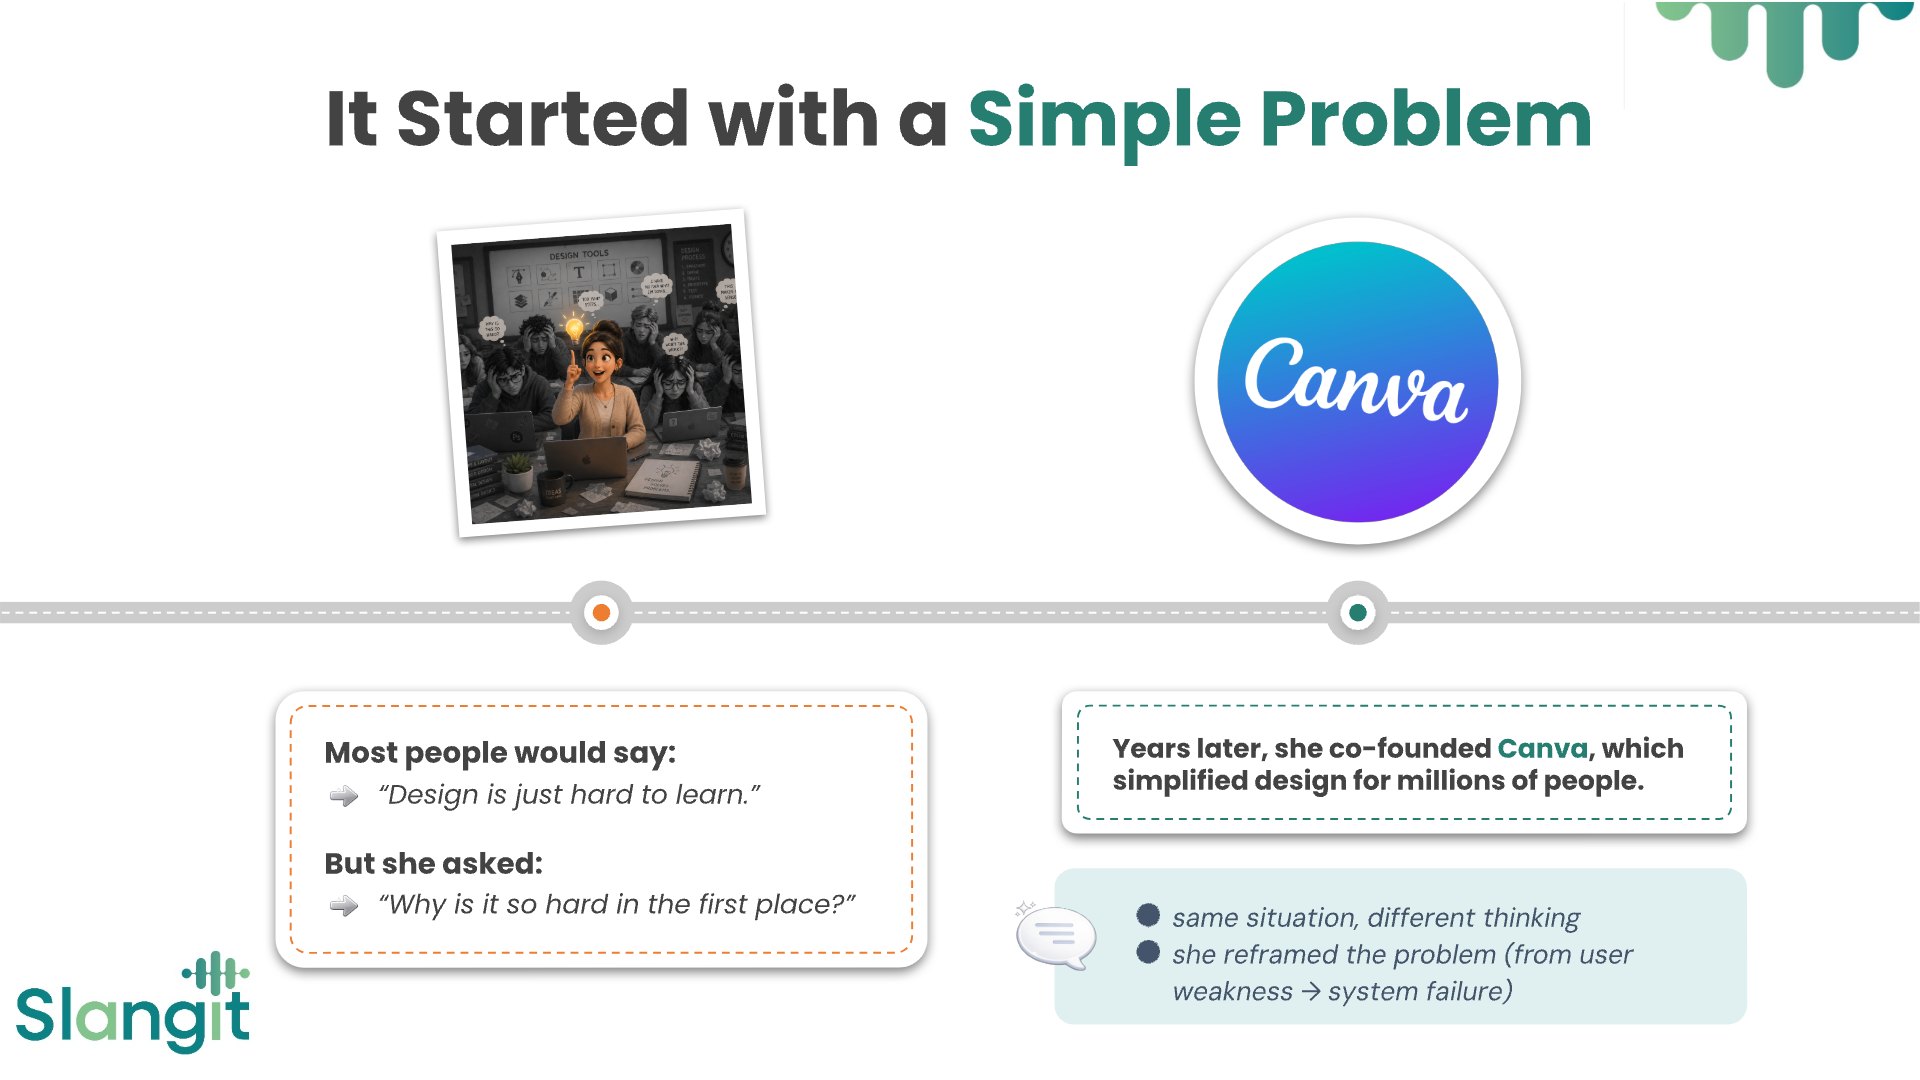 It Started with a Simple Problem
DESIGN TOOLS
DESIGN
PROCESS
T
Canva
Most people would say:
“Design is just hard to learn.”
But she asked:
“Why is it so hard in the first place?”
Years later, she co-founded Canva, which
simplified design for millions of people.
same situation, different thinking
she reframed the problem (from user
weakness → system failure)
Slangit